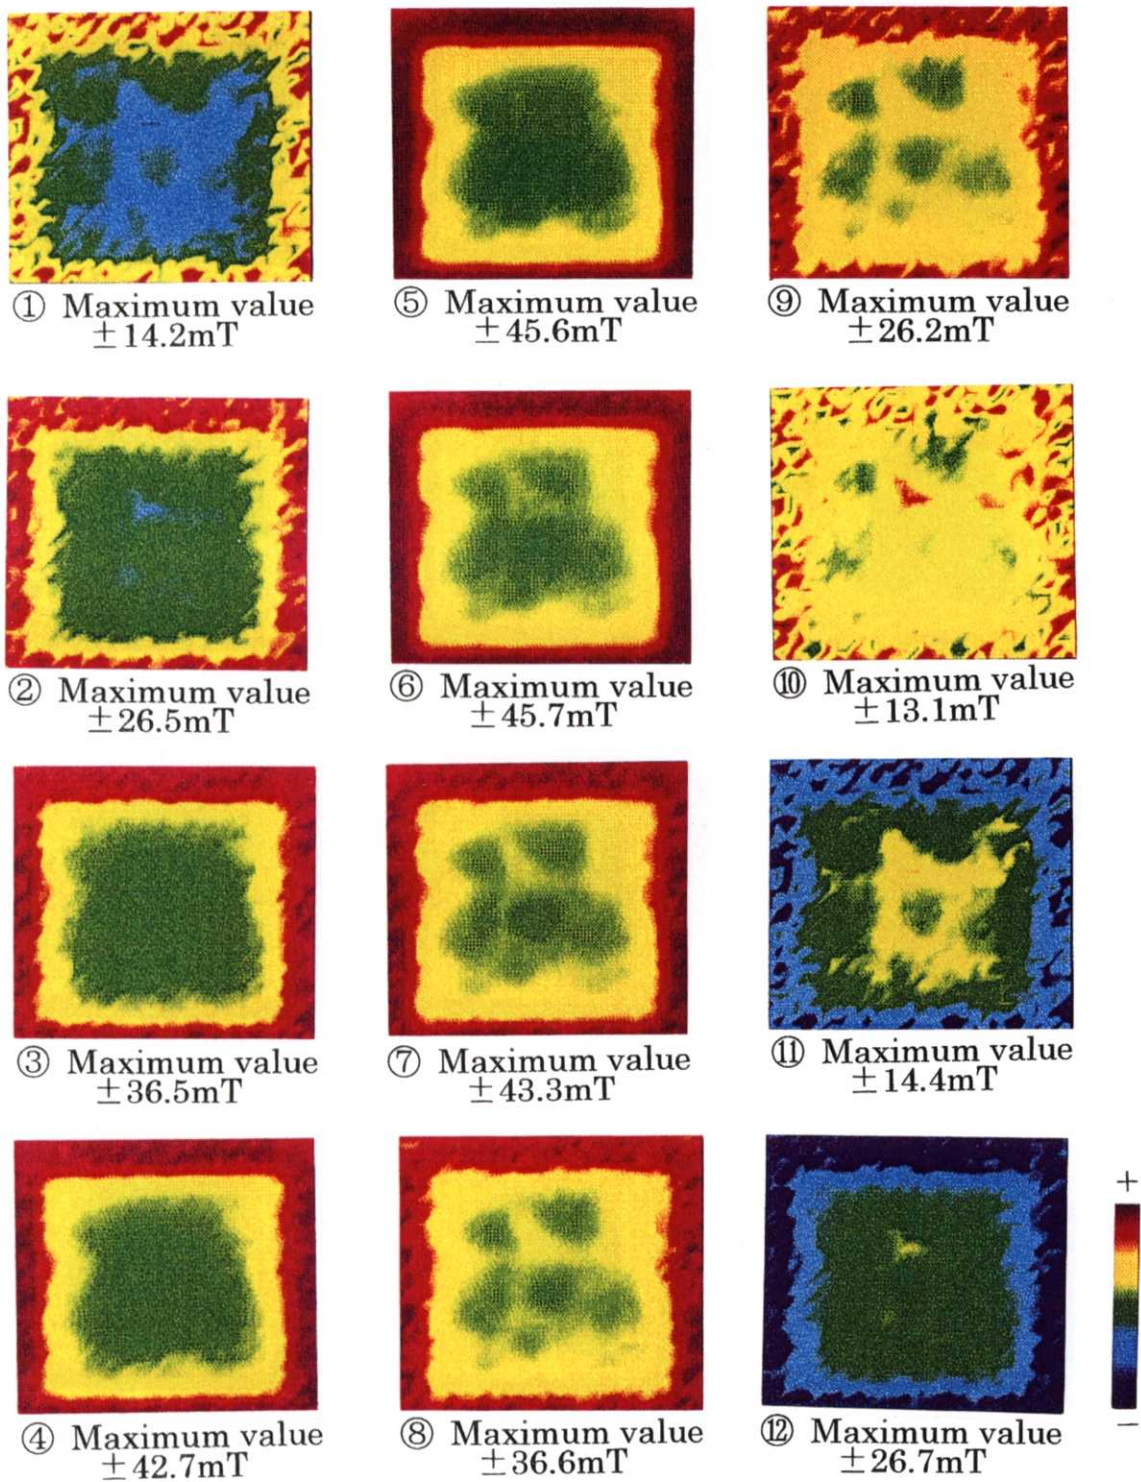 ① Maximum value
±14.2mT
② Maximum value
±26.5mT
③ Maximum value
±36.5mT
④ Maximum value
±42.7mT
⑤ Maximum value
±45.6mT
⑥ Maximum value
±45.7mT
⑦ Maximum value
±43.3mT
⑧ Maximum value
±36.6mT
⑨ Maximum value
±26.2mT
⑩ Maximum value
±13.1mT
⑪ Maximum value
±14.4mT
⑫ Maximum value
±26.7mT
+
−